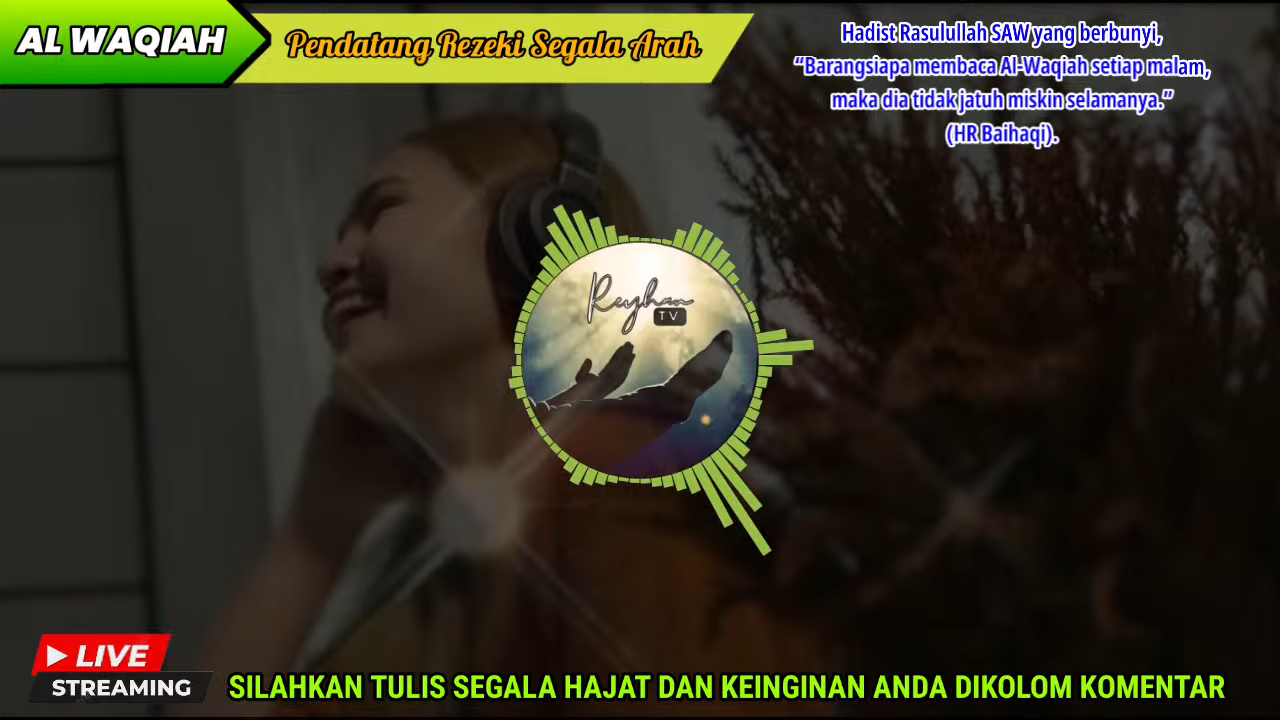 AL WAQIAH
Pendatang Rezeki Segala Arah
Hadist Rasulullah SAW yang berbunyi,
“Barangsiapa membaca Al-Waqiah setiap malam,
maka dia tidak jatuh miskin selamanya.”
(HR Baihaqi).
Reyhan
TV
LIVE
STREAMING
SILAHKAN TULIS SEGALA HAJAT DAN KEINGINAN ANDA DIKOLOM KOMENTAR